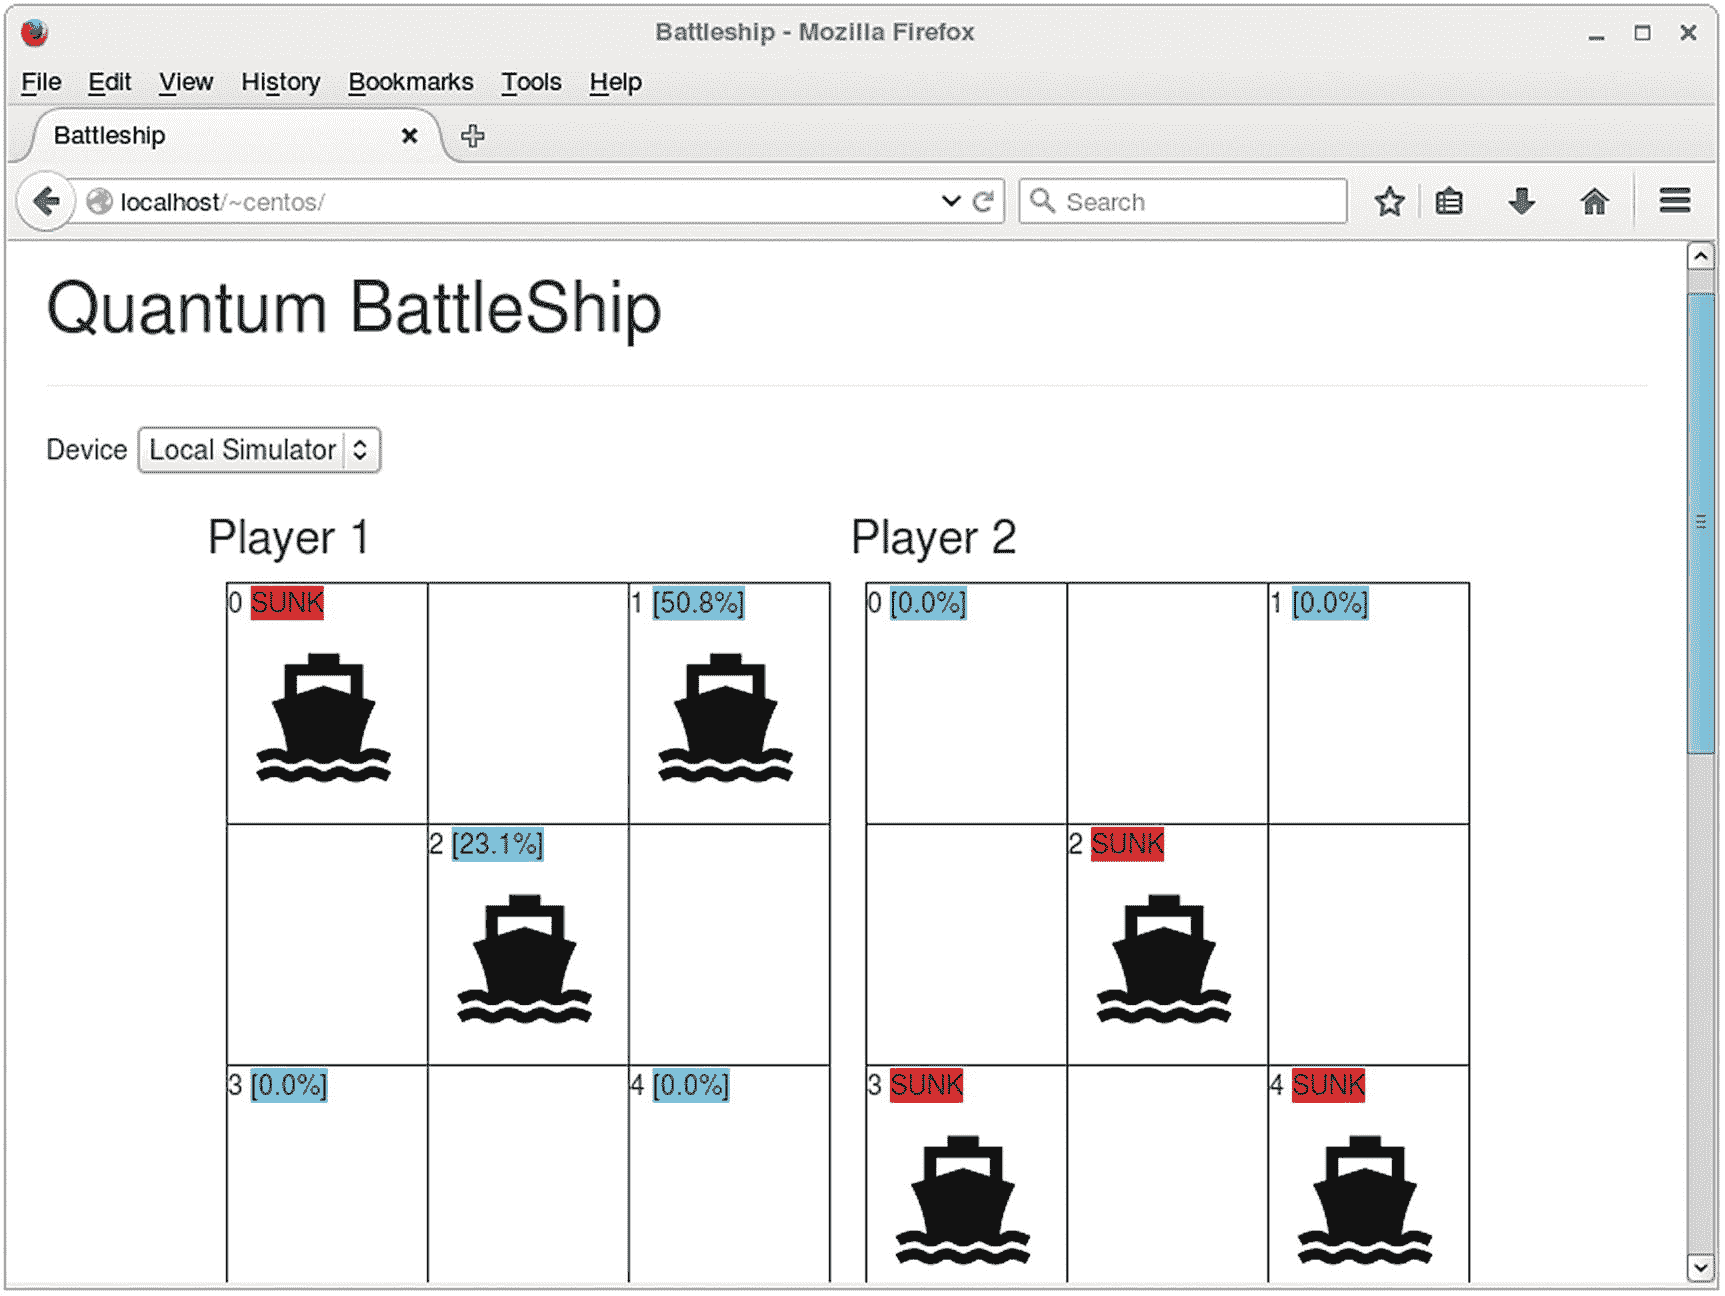 Battleship - Mozilla Firefox
File Edit View History Bookmarks Tools Help
Battleship
localhost/~centos/ Search
Quantum BattleShip
Device Local Simulator
Player 1 Player 2
0 SUNK 1 [50.8%] 0 [0.0%] 1 [0.0%]
2 [23.1%] 2 SUNK
3 [0.0%] 4 [0.0%] 3 SUNK 4 SUNK